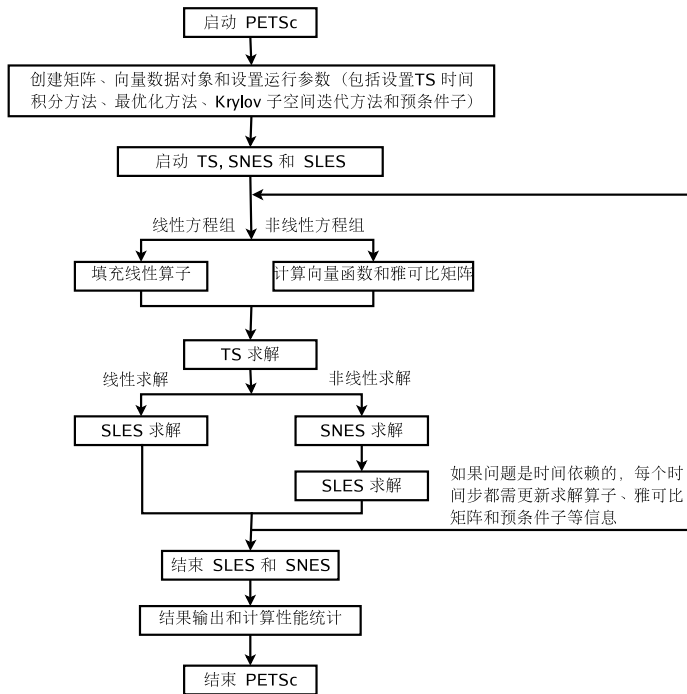 启动 PETSc
创建矩阵、向量数据对象和设置运行参数（包括设置TS 时间
积分方法、最优化方法、Krylov 子空间迭代方法和预条件子）
启动 TS, SNES 和 SLES
线性方程组
非线性方程组
填充线性算子
计算向量函数和雅可比矩阵
TS 求解
线性求解
非线性求解
SLES 求解
SNES 求解
SLES 求解
如果问题是时间依赖的，每个时
间步都需更新求解算子、雅可比
矩阵和预条件子等信息
结束 SLES 和 SNES
结果输出和计算性能统计
结束 PETSc